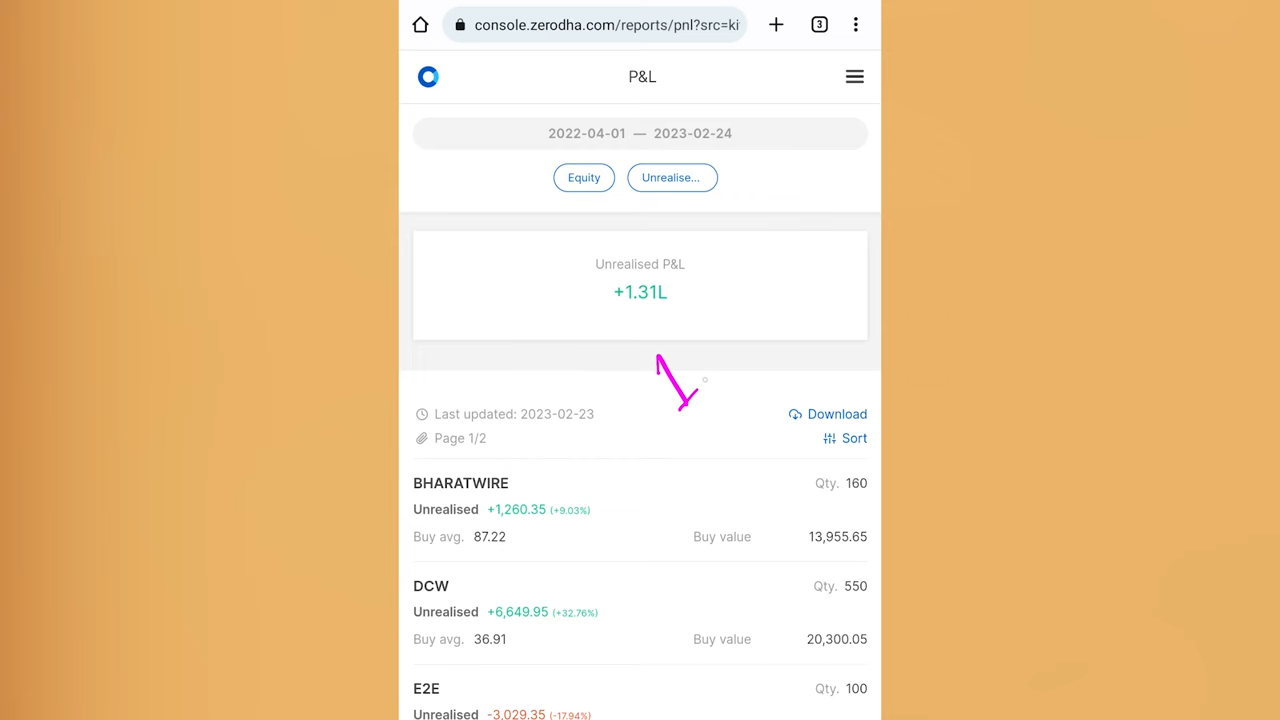 console.zerodha.com/reports/pnl?src=ki
3
P&L
2022-04-01 — 2023-02-24
Equity
Unrealise...
Unrealised P&L
+1.31L
Last updated: 2023-02-23
Download
Page 1/2
Sort
BHARATWIRE
Qty. 160
Unrealised +1,260.35 (+9.03%)
Buy avg. 87.22
Buy value 13,955.65
DCW
Qty. 550
Unrealised +6,649.95 (+32.76%)
Buy avg. 36.91
Buy value 20,300.05
E2E
Qty. 100
Unrealised -3,029.35 (-17.94%)